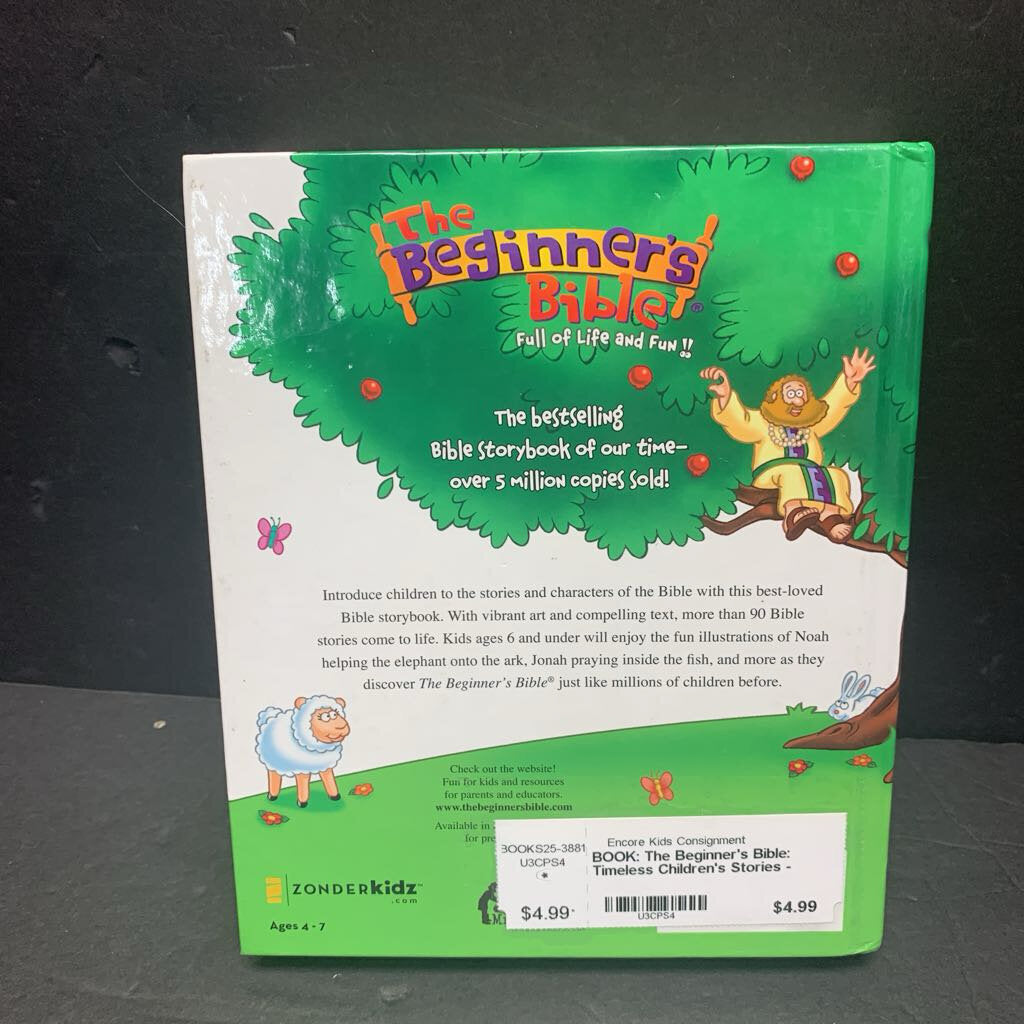 The
Beginner's
Bible®
Full of Life and Fun!!
The bestselling
Bible storybook of our time—
over 5 million copies sold!
Introduce children to the stories and characters of the Bible with this best-loved
Bible storybook. With vibrant art and compelling text, more than 90 Bible
stories come to life. Kids ages 6 and under will enjoy the fun illustrations of Noah
helping the elephant onto the ark, Jonah praying inside the fish, and more as they
discover The Beginner's Bible® just like millions of children before.
Check out the website!
Fun for kids and resources
for parents and educators.
www.thebeginnersbible.com
Available in
for
ZONDERkidz™
.com
Ages 4 - 7
BOOKS25-3881
U3CPS4
*
$4.99
Encore Kids Consignment
BOOK: The Beginner's Bible:
Timeless Children's Stories -
U3CPS4
$4.99